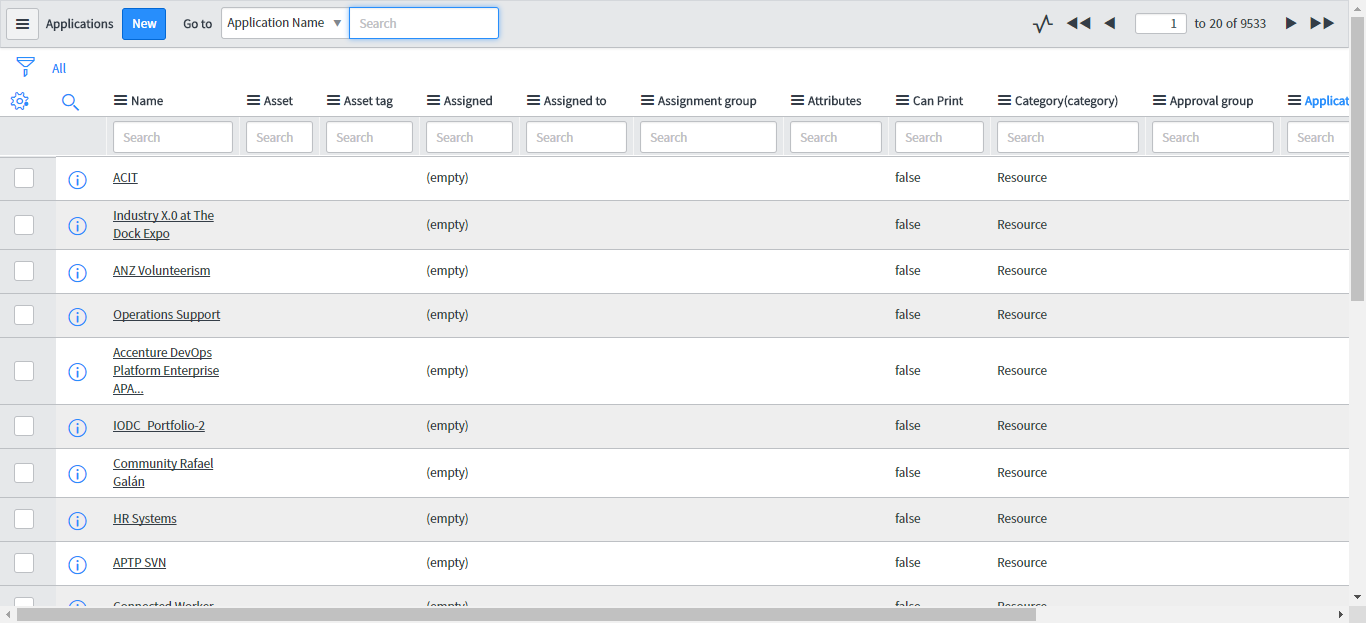 Applications New Go to Application Name Search 1 to 20 of 9533
All
Name Asset Asset tag Assigned Assigned to Assignment group Attributes Can Print Category(category) Approval group Applicat
Search Search Search Search Search Search Search Search Search Search Search
ACIT (empty) false Resource
Industry X.0 at The
Dock Expo (empty) false Resource
ANZ Volunteerism (empty) false Resource
Operations Support (empty) false Resource
Accenture DevOps
Platform Enterprise (empty) false Resource
APA...
IODC_Portfolio-2 (empty) false Resource
Community Rafael
Galán (empty) false Resource
HR Systems (empty) false Resource
APTP SVN (empty) false Resource
Connected Worker (empty) false Resource